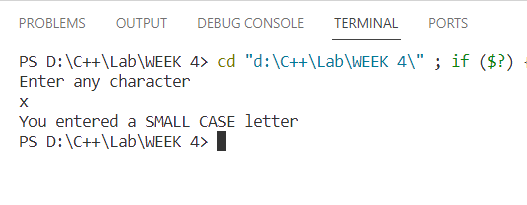 PROBLEMS OUTPUT DEBUG CONSOLE TERMINAL PORTS
PS D:\C++\Lab\WEEK 4> cd "d:\C++\Lab\WEEK 4\" ; if ($?) {
Enter any character
x
You entered a SMALL CASE letter
PS D:\C++\Lab\WEEK 4>